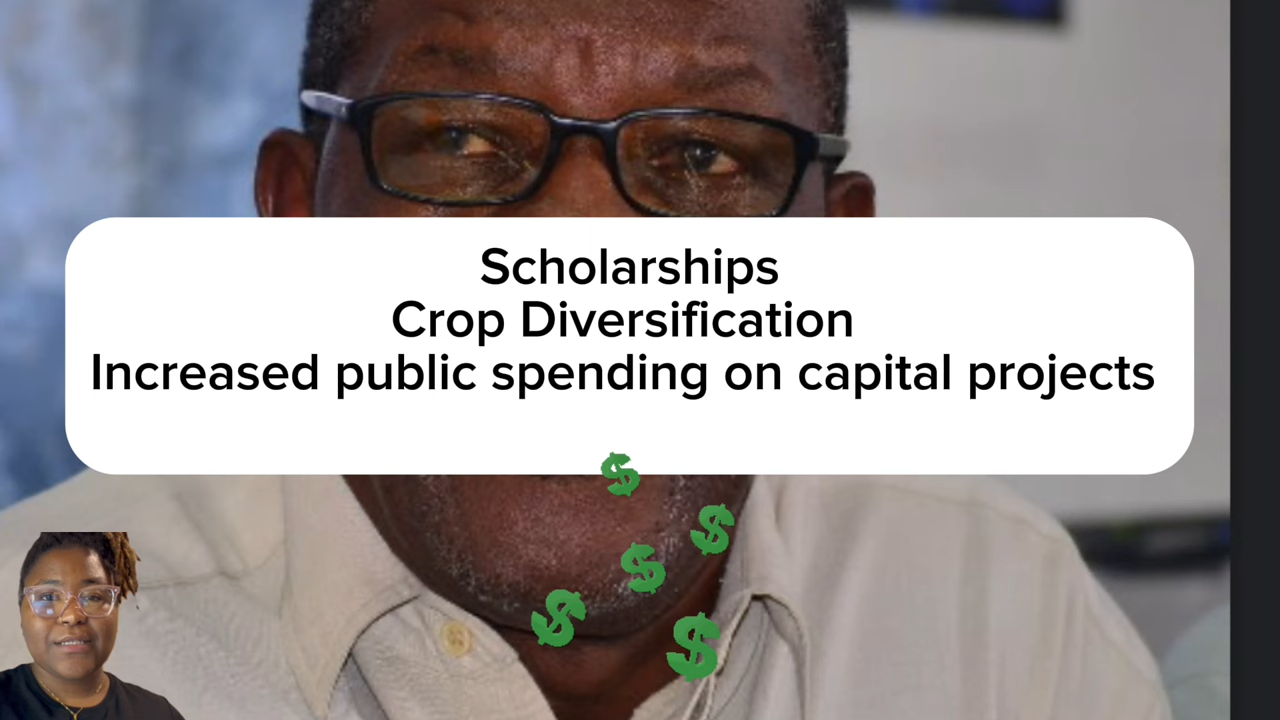 Scholarships
Crop Diversification
Increased public spending on capital projects
$
$
$
$
$